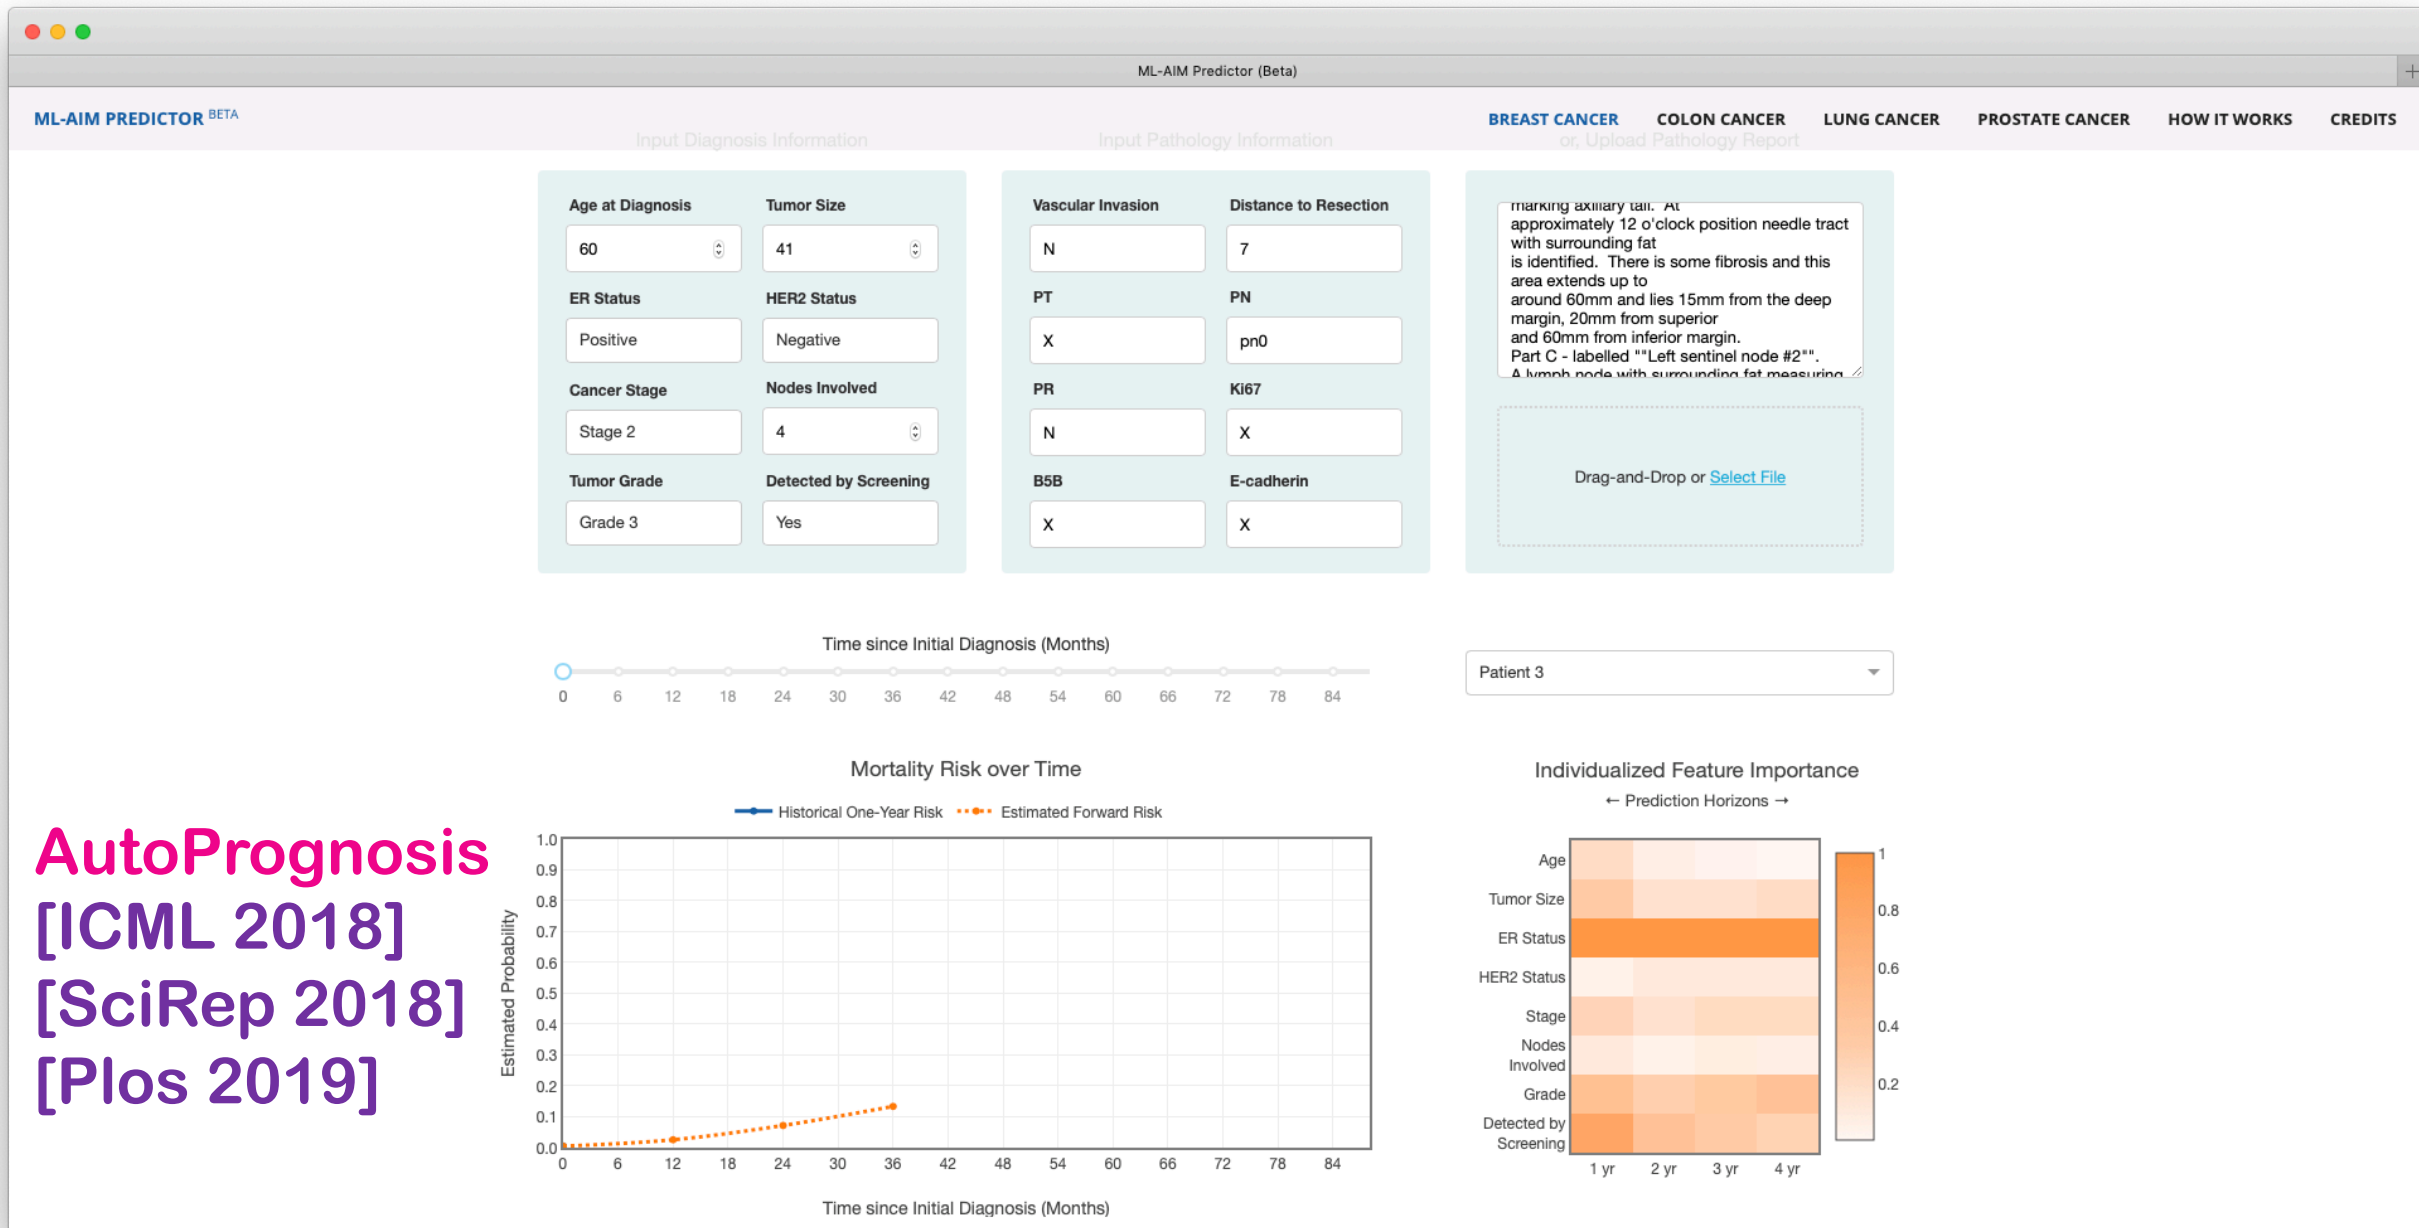 ML-AIM Predictor (Beta)
ML-AIM PREDICTOR BETA
BREAST CANCER
COLON CANCER
LUNG CANCER
PROSTATE CANCER
HOW IT WORKS
CREDITS
Input Diagnosis Information
Input Pathology Information
or, Upload Pathology Report
Age at Diagnosis
Tumor Size
60
41
ER Status
HER2 Status
Positive
Negative
Cancer Stage
Nodes Involved
Stage 2
4
Tumor Grade
Detected by Screening
Grade 3
Yes
Vascular Invasion
Distance to Resection
N
7
PT
PN
X
pn0
PR
Ki67
N
X
B5B
E-cadherin
X
X
marking axillary tail. At
approximately 12 o'clock position needle tract
with surrounding fat
is identified. There is some fibrosis and this
area extends up to
around 60mm and lies 15mm from the deep
margin, 20mm from superior
and 60mm from inferior margin.
Part C - labelled ""Left sentinel node #2"".
A lymph node with surrounding fat measuring
Drag-and-Drop or Select File
Time since Initial Diagnosis (Months)
0 6 12 18 24 30 36 42 48 54 60 66 72 78 84
Patient 3
AutoPrognosis
[ICML 2018]
[SciRep 2018]
[Plos 2019]
Mortality Risk over Time
Historical One-Year Risk
Estimated Forward Risk
Estimated Probability
1.0
0.9
0.8
0.7
0.6
0.5
0.4
0.3
0.2
0.1
0.0
0 6 12 18 24 30 36 42 48 54 60 66 72 78 84
Time since Initial Diagnosis (Months)
Individualized Feature Importance
← Prediction Horizons →
Age
Tumor Size
ER Status
HER2 Status
Stage
Nodes
Involved
Grade
Detected by
Screening
1 yr 2 yr 3 yr 4 yr
1
0.8
0.6
0.4
0.2